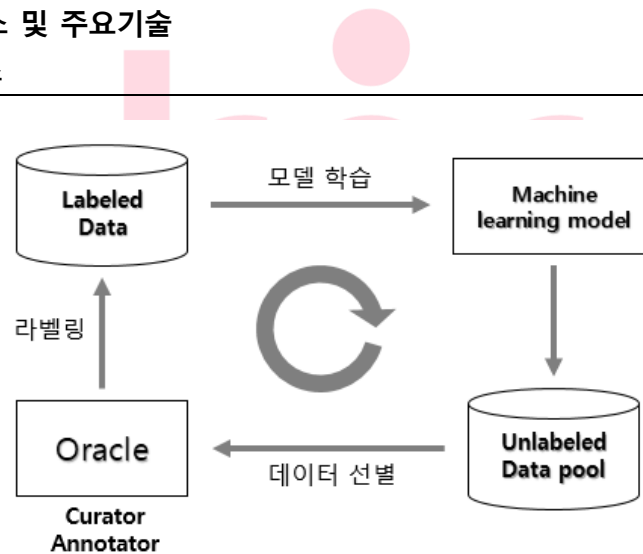 및 주요기술
Labeled
Data
모델 학습
Machine
learning model
라벨링
Oracle
데이터 선별
Unlabeled
Data pool
Curator
Annotator